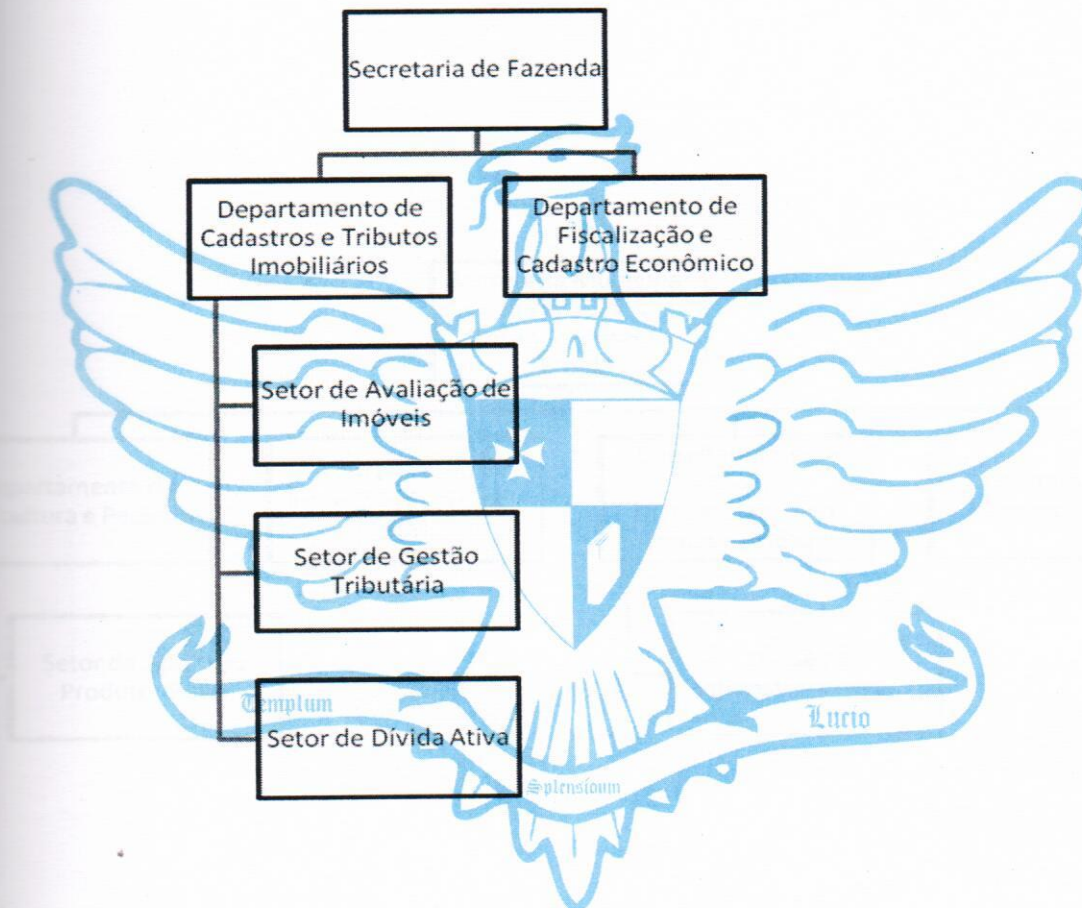 Secretaria de Fazenda
Departamento de
Cadastros e Tributos
Imobiliários
Departamento de
Fiscalização e
Cadastro Econômico
Setor de Avaliação de
Imóveis
Setor de Gestão
Tributária
Setor de Dívida Ativa
Templum
Splensioum
Lucio